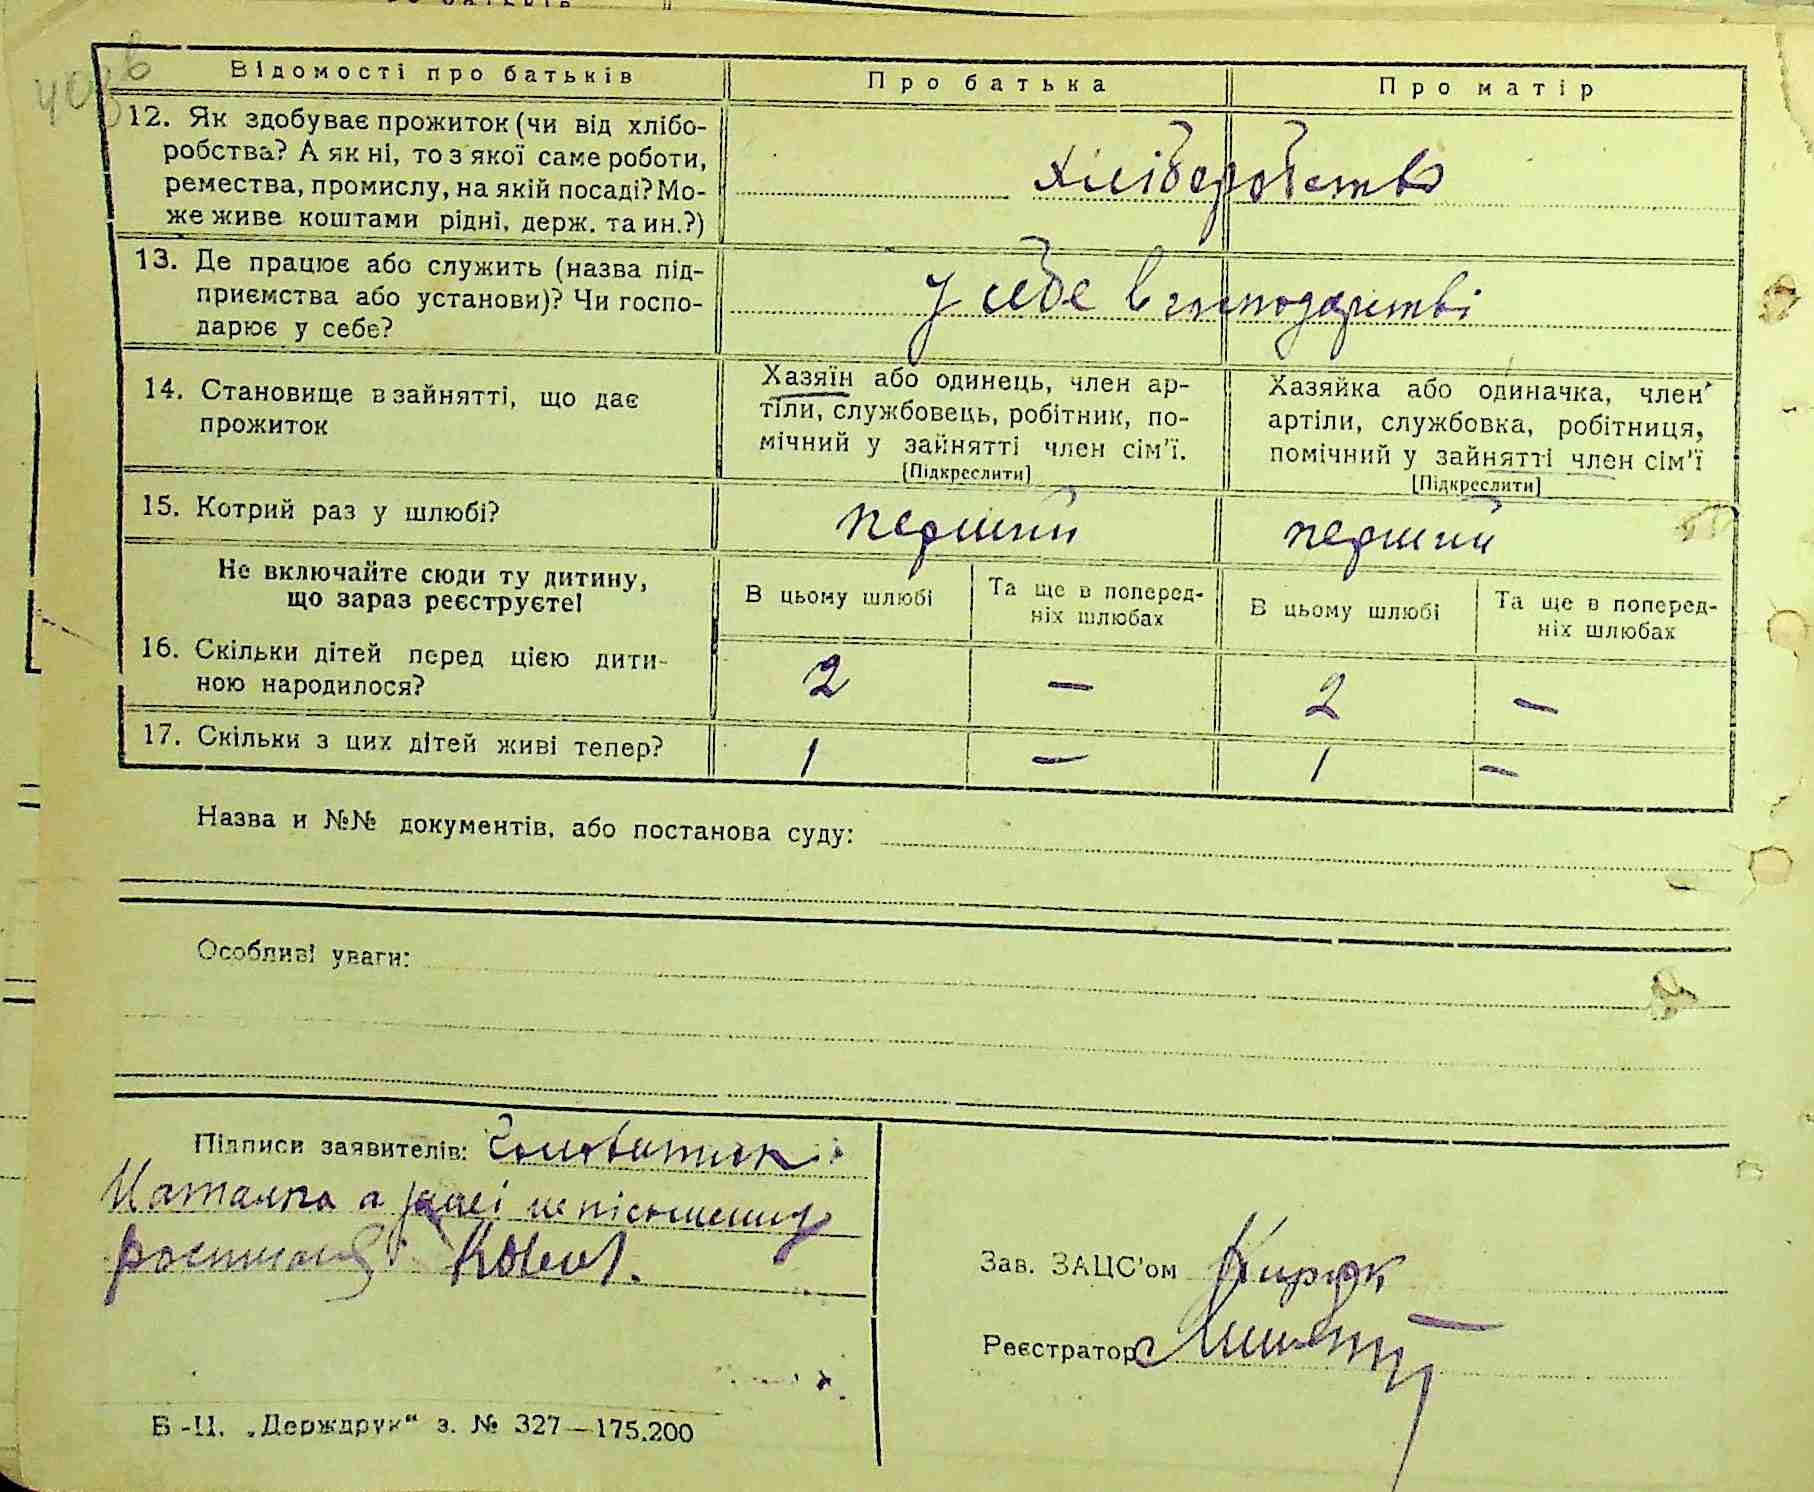 Відомості про батьків Про батька Про матір
12. Як здобуває прожиток (чи від хлібо-
робства? А як ні, то з якої саме роботи,
ремества, промислу, на якій посаді? Мо-
же живе коштами рідні, держ. та ин.?)
хліборобство
13. Де працює або служить (назва під-
приємства або установи)? Чи госпо-
дарює у себе?
у себе в господарстві
14. Становище в зайнятті, що дає
прожиток
Хазяїн або одинець, член ар-
тіли, службовець, робітник, по-
мічний у зайнятті член сім'ї.
[Підкреслити]
Хазяйка або одиначка, член
артіли, службовка, робітниця,
помічний у зайнятті член сім'ї
[Підкреслити]
15. Котрий раз у шлюбі? перший перший
Не включайте сюди ту дитину,
що зараз реєструєте!
В цьому шлюбі
Та ще в поперед-
ніх шлюбах
В цьому шлюбі
Та ще в поперед-
ніх шлюбах
16. Скільки дітей перед цією дити-
ною народилося?
2 — 2 —
17. Скільки з цих дітей живі тепер? 1 — 1 —
Назва и №№ документів, або постанова суду:
Особливі уваги:
Підписи заявителів:
Наталка а неї
Зав. ЗАЦС'ом
Реєстратор
Б-Ц. „Держдрук“ з. № 327—175.200